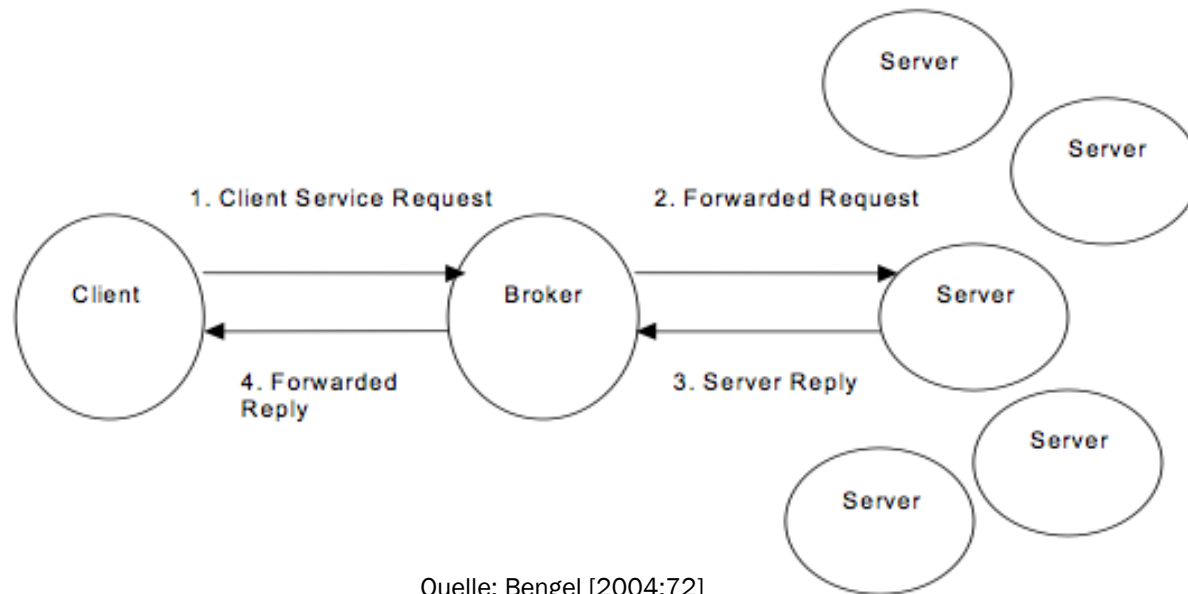 Server
Server
1. Client Service Request
2. Forwarded Request
Client
Broker
Server
4. Forwarded
Reply
3. Server Reply
Server
Server
Quelle: Bengel [2004:72]